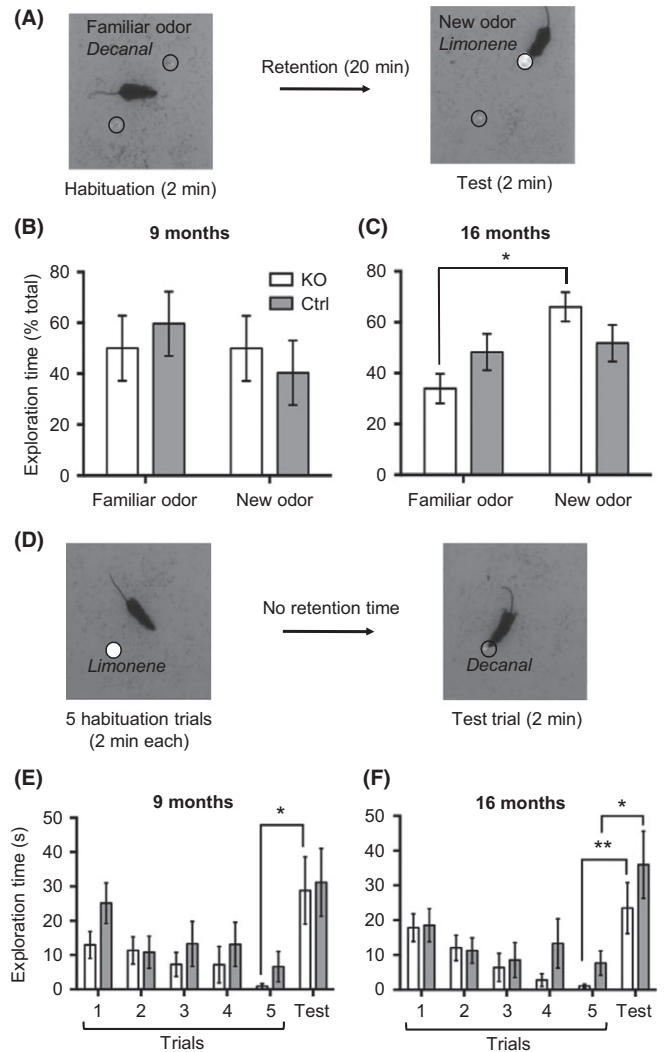 (A)
Familiar odor
Decanal
Retention (20 min)
New odor
Limonene
Habituation (2 min)
Test (2 min)
(B)
9 months
(C)
16 months
Exploration time (% total)
80
60
40
20
0
KO
Ctrl
Familiar odor
New odor
80
60
40
20
0
*
Familiar odor
New odor
(D)
No retention time
Limonene
Decanal
5 habituation trials
(2 min each)
Test trial (2 min)
(E)
9 months
(F)
16 months
Exploration time (s)
50
40
30
20
10
0
*
1 2 3 4 5 Test
Trials
50
40
30
20
10
0
**
*
1 2 3 4 5 Test
Trials